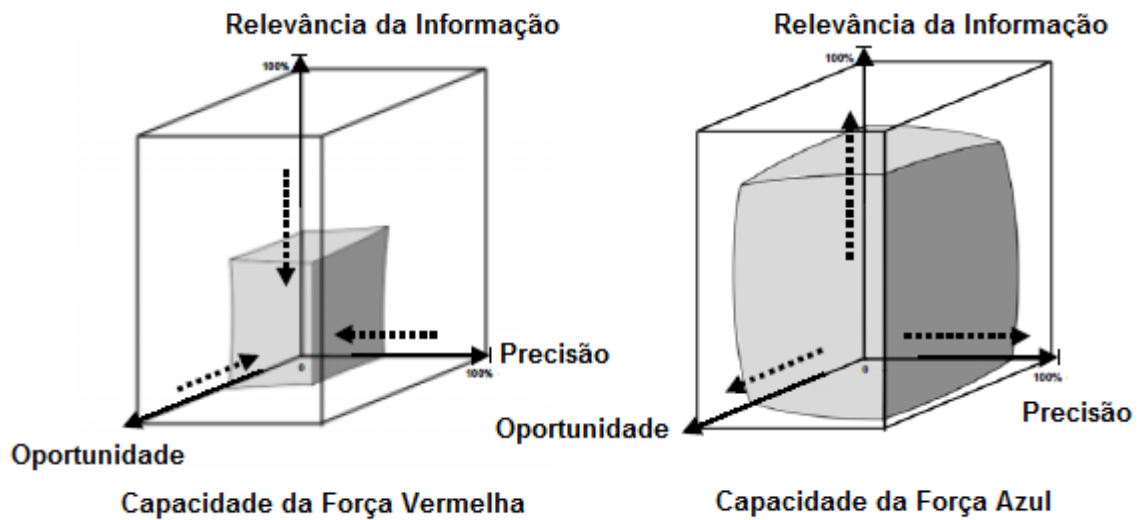 Relevância da Informação
100%
Precisão
0
100%
Oportunidade
Capacidade da Força Vermelha
Relevância da Informação
100%
0
100%
Precisão
Oportunidade
Capacidade da Força Azul